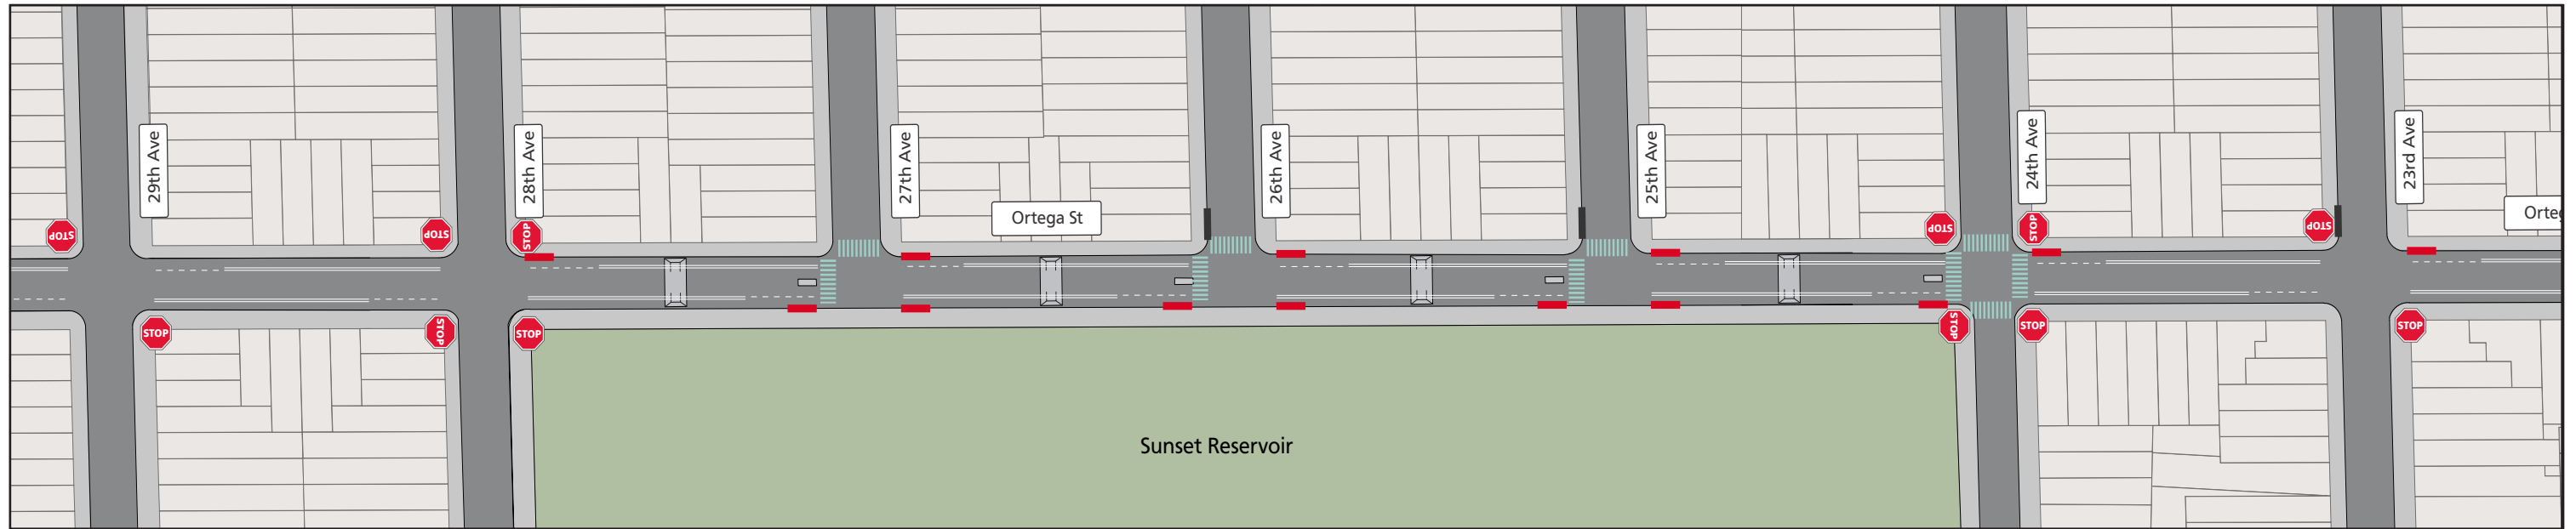 29th Ave
28th Ave
27th Ave
26th Ave
25th Ave
24th Ave
23rd Ave
Ortega St
Orte
STOP
STOP
STOP
STOP
STOP
STOP
STOP
STOP
STOP
STOP
STOP
STOP
STOP
Sunset Reservoir